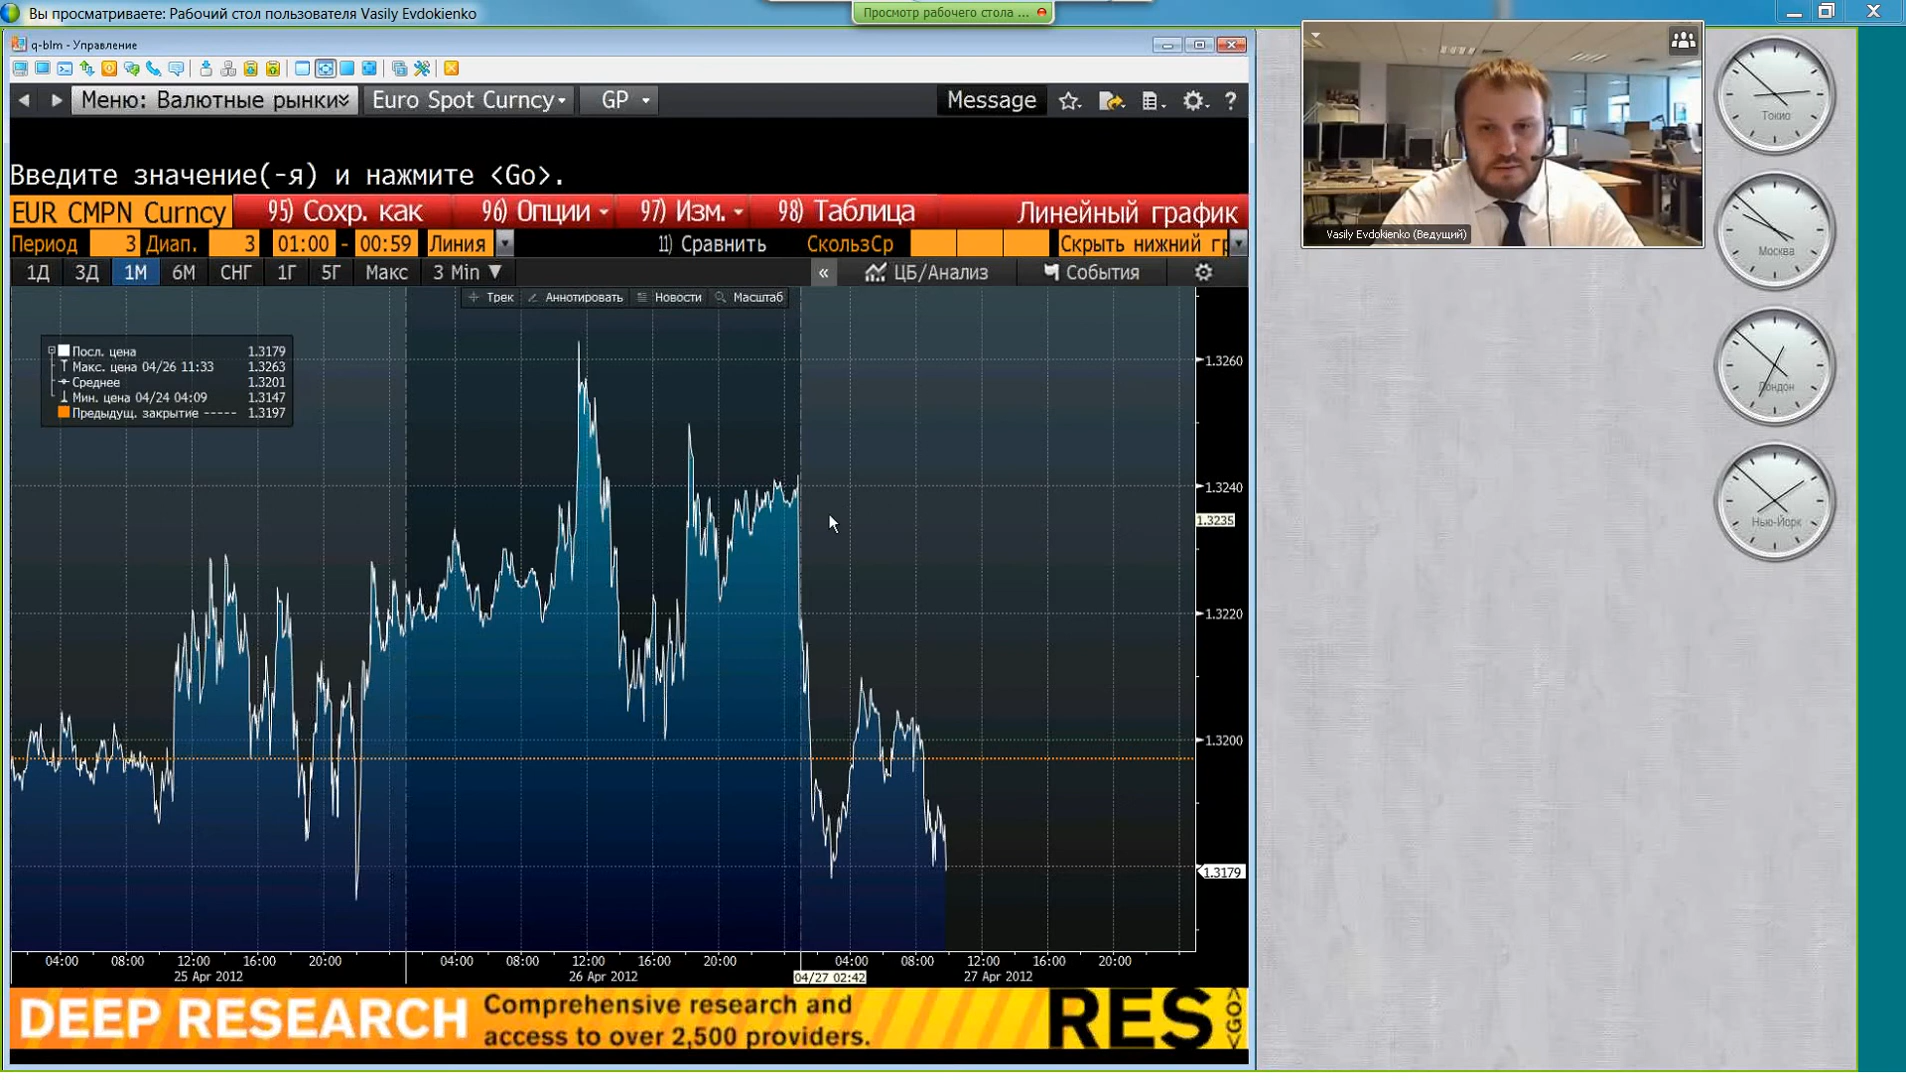 Вы просматриваете: Рабочий стол пользователя Vasily Evdokienko
Просмотр рабочего стола ...
q-blm - Управление
Меню: Валютные рынки
Euro Spot Curncy
GP
Message
?
Введите значение(-я) и нажмите <Go>.
EUR CMPN Curncy
95) Сохр. как
96) Опции
97) Изм.
98) Таблица
Линейный график
Период 3 Диап. 3 01:00 - 00:59 Линия
11) Сравнить
СкользСр
Скрыть нижний гр
1Д 3Д 1М 6М СНГ 1Г 5Г Макс 3 Min
«
ЦБ/Анализ
События
Трек
Аннотировать
Новости
Масштаб
Посл. цена 1.3179
Макс. цена 04/26 11:33 1.3263
Среднее 1.3201
Мин. цена 04/24 04:09 1.3147
Предыдущ. закрытие ----- 1.3197
1.3260
1.3240
1.3235
1.3220
1.3200
1.3179
04:00 08:00 12:00 16:00 20:00 04:00 08:00 12:00 16:00 20:00 04:00 08:00 12:00 16:00 20:00
25 Apr 2012 26 Apr 2012 04/27 02:42 27 Apr 2012
DEEP RESEARCH
Comprehensive research and
access to over 2,500 providers.
RES
<GO>
Vasily Evdokienko (Ведущий)
Токио
Москва
Лондон
Нью-Йорк